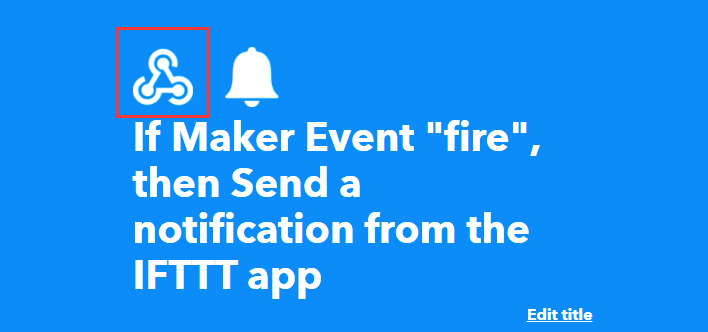 If Maker Event "fire",
then Send a
notification from the
IFTTT app
Edit title